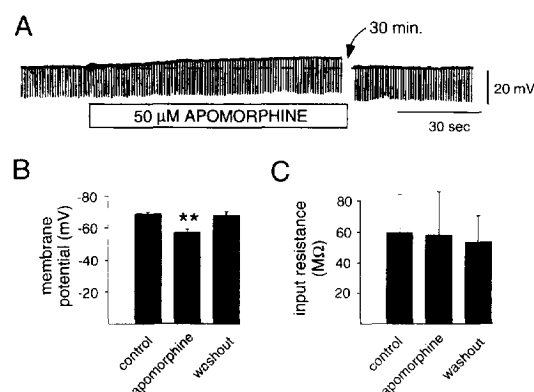 A
30 min.
50 µM APOMORPHINE
20 mV
30 sec
B
membrane
potential (mV)
-80
-60
-40
-20
**
control
apomorphine
washout
C
input resistance
(MΩ)
80
60
40
20
control
apomorphine
washout